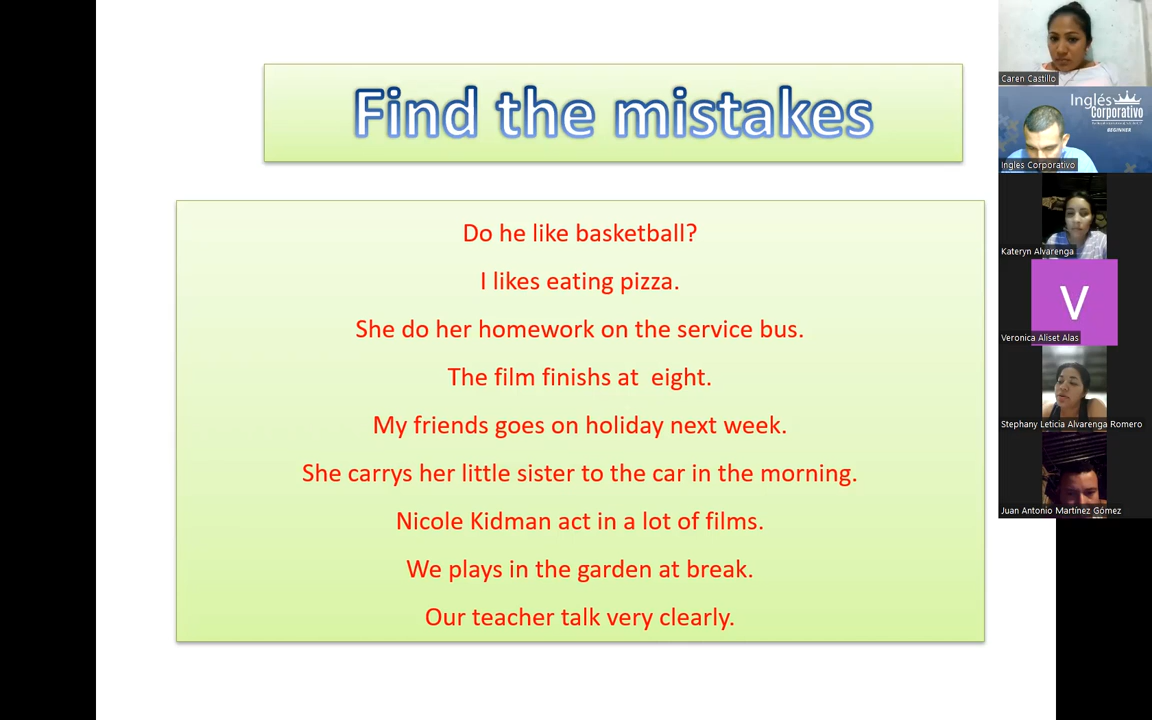 Find the mistakes
Do he like basketball?
I likes eating pizza.
She do her homework on the service bus.
The film finishs at  eight.
My friends goes on holiday next week.
She carrys her little sister to the car in the morning.
Nicole Kidman act in a lot of films.
We plays in the garden at break.
Our teacher talk very clearly.
Caren Castillo
Inglés
Corporativo
BEGINNER
Ingles Corporativo
Kateryn Alvarenga
V
Veronica Aliset Alas
Stephany Leticia Alvarenga Romero
Juan Antonio Martínez Gómez